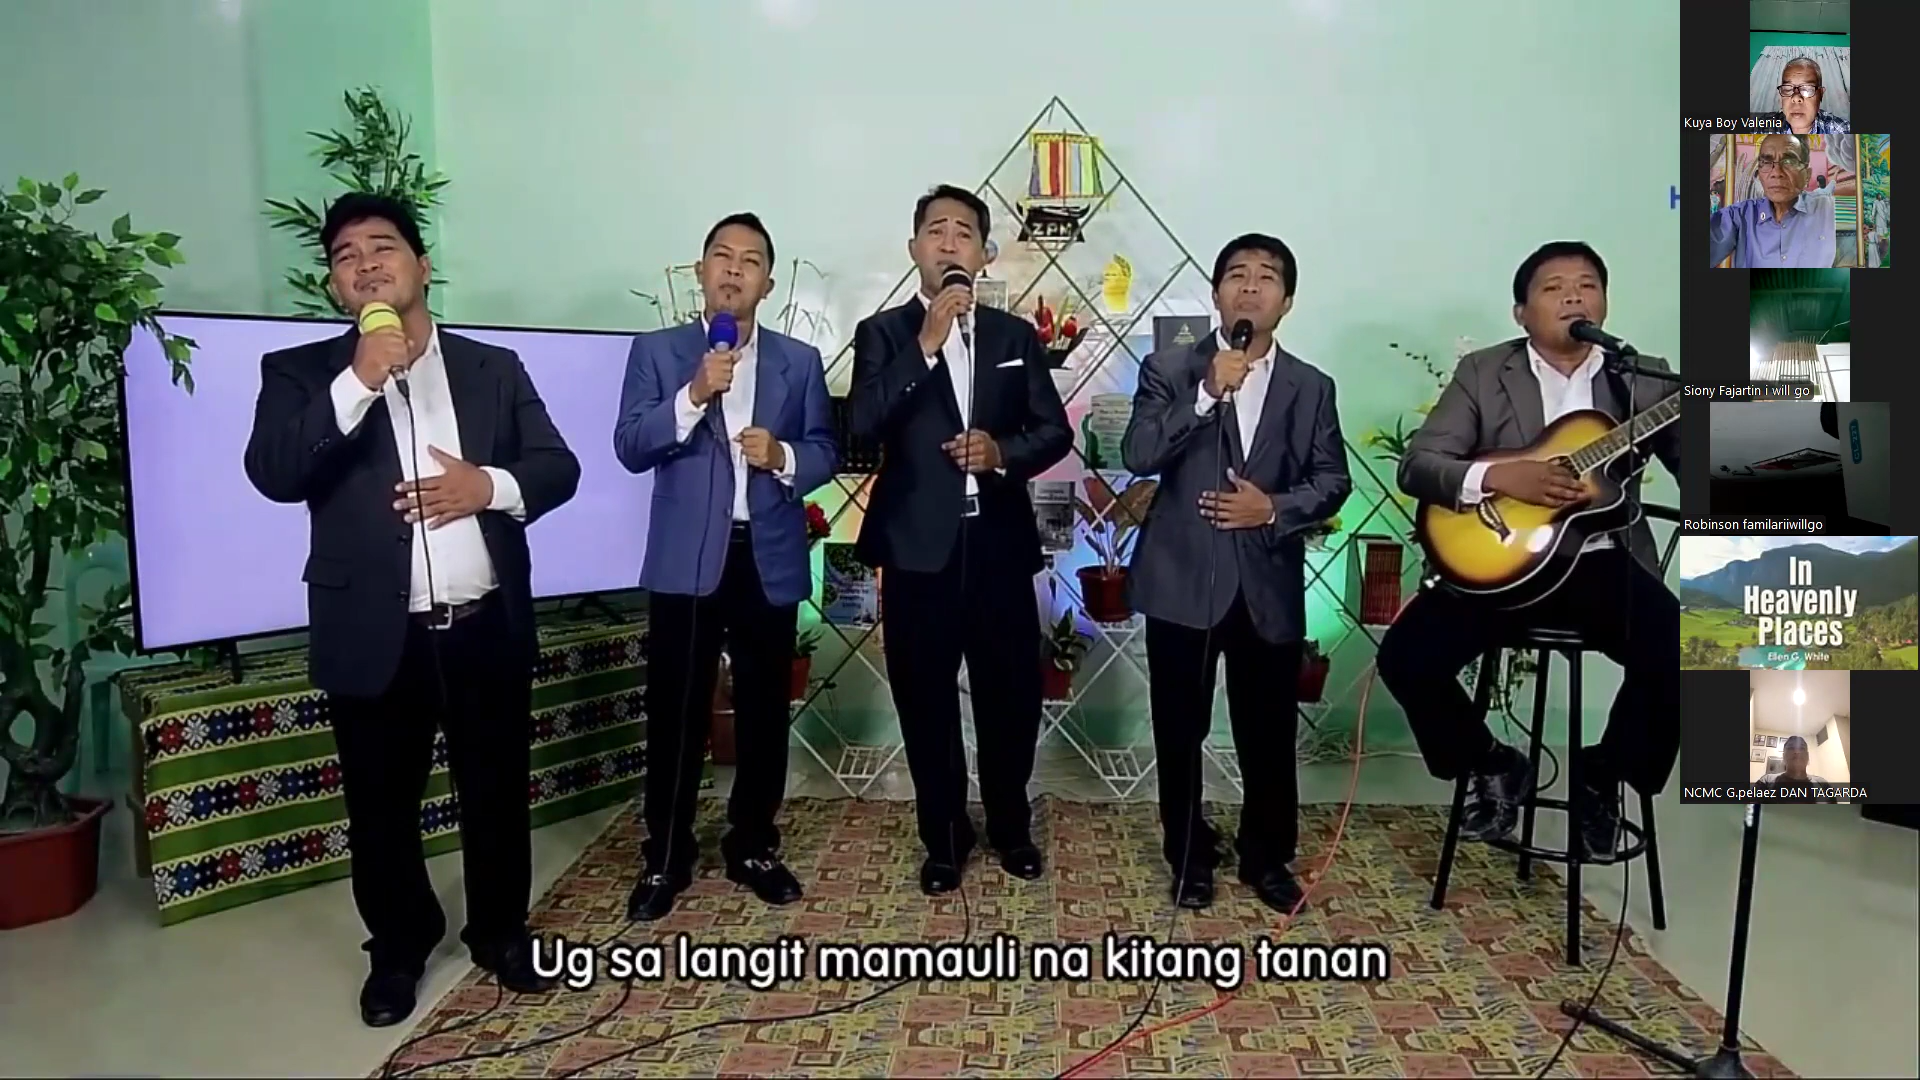 ZPM
H
Ug sa langit mamauli na kitang tanan
Kuya Boy Valenia
Siony Fajartin i will go
Robinson familariiwillgo
In
Heavenly
Places
Ellen G. White
NCMC G.pelaez DAN TAGARDA